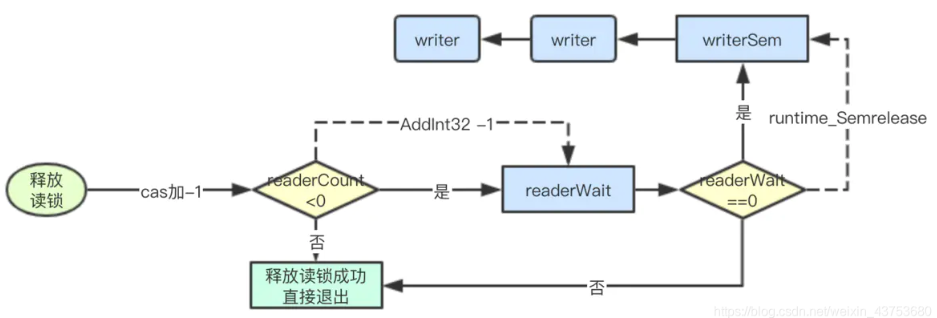 writer
writer
writerSem
AddInt32 -1
是
runtime_Semrelease
释放
读锁
cas加-1
readerCount
<0
是
readerWait
readerWait
==0
否
释放读锁成功
直接退出
否
https://blog.csdn.net/weixin_43753680